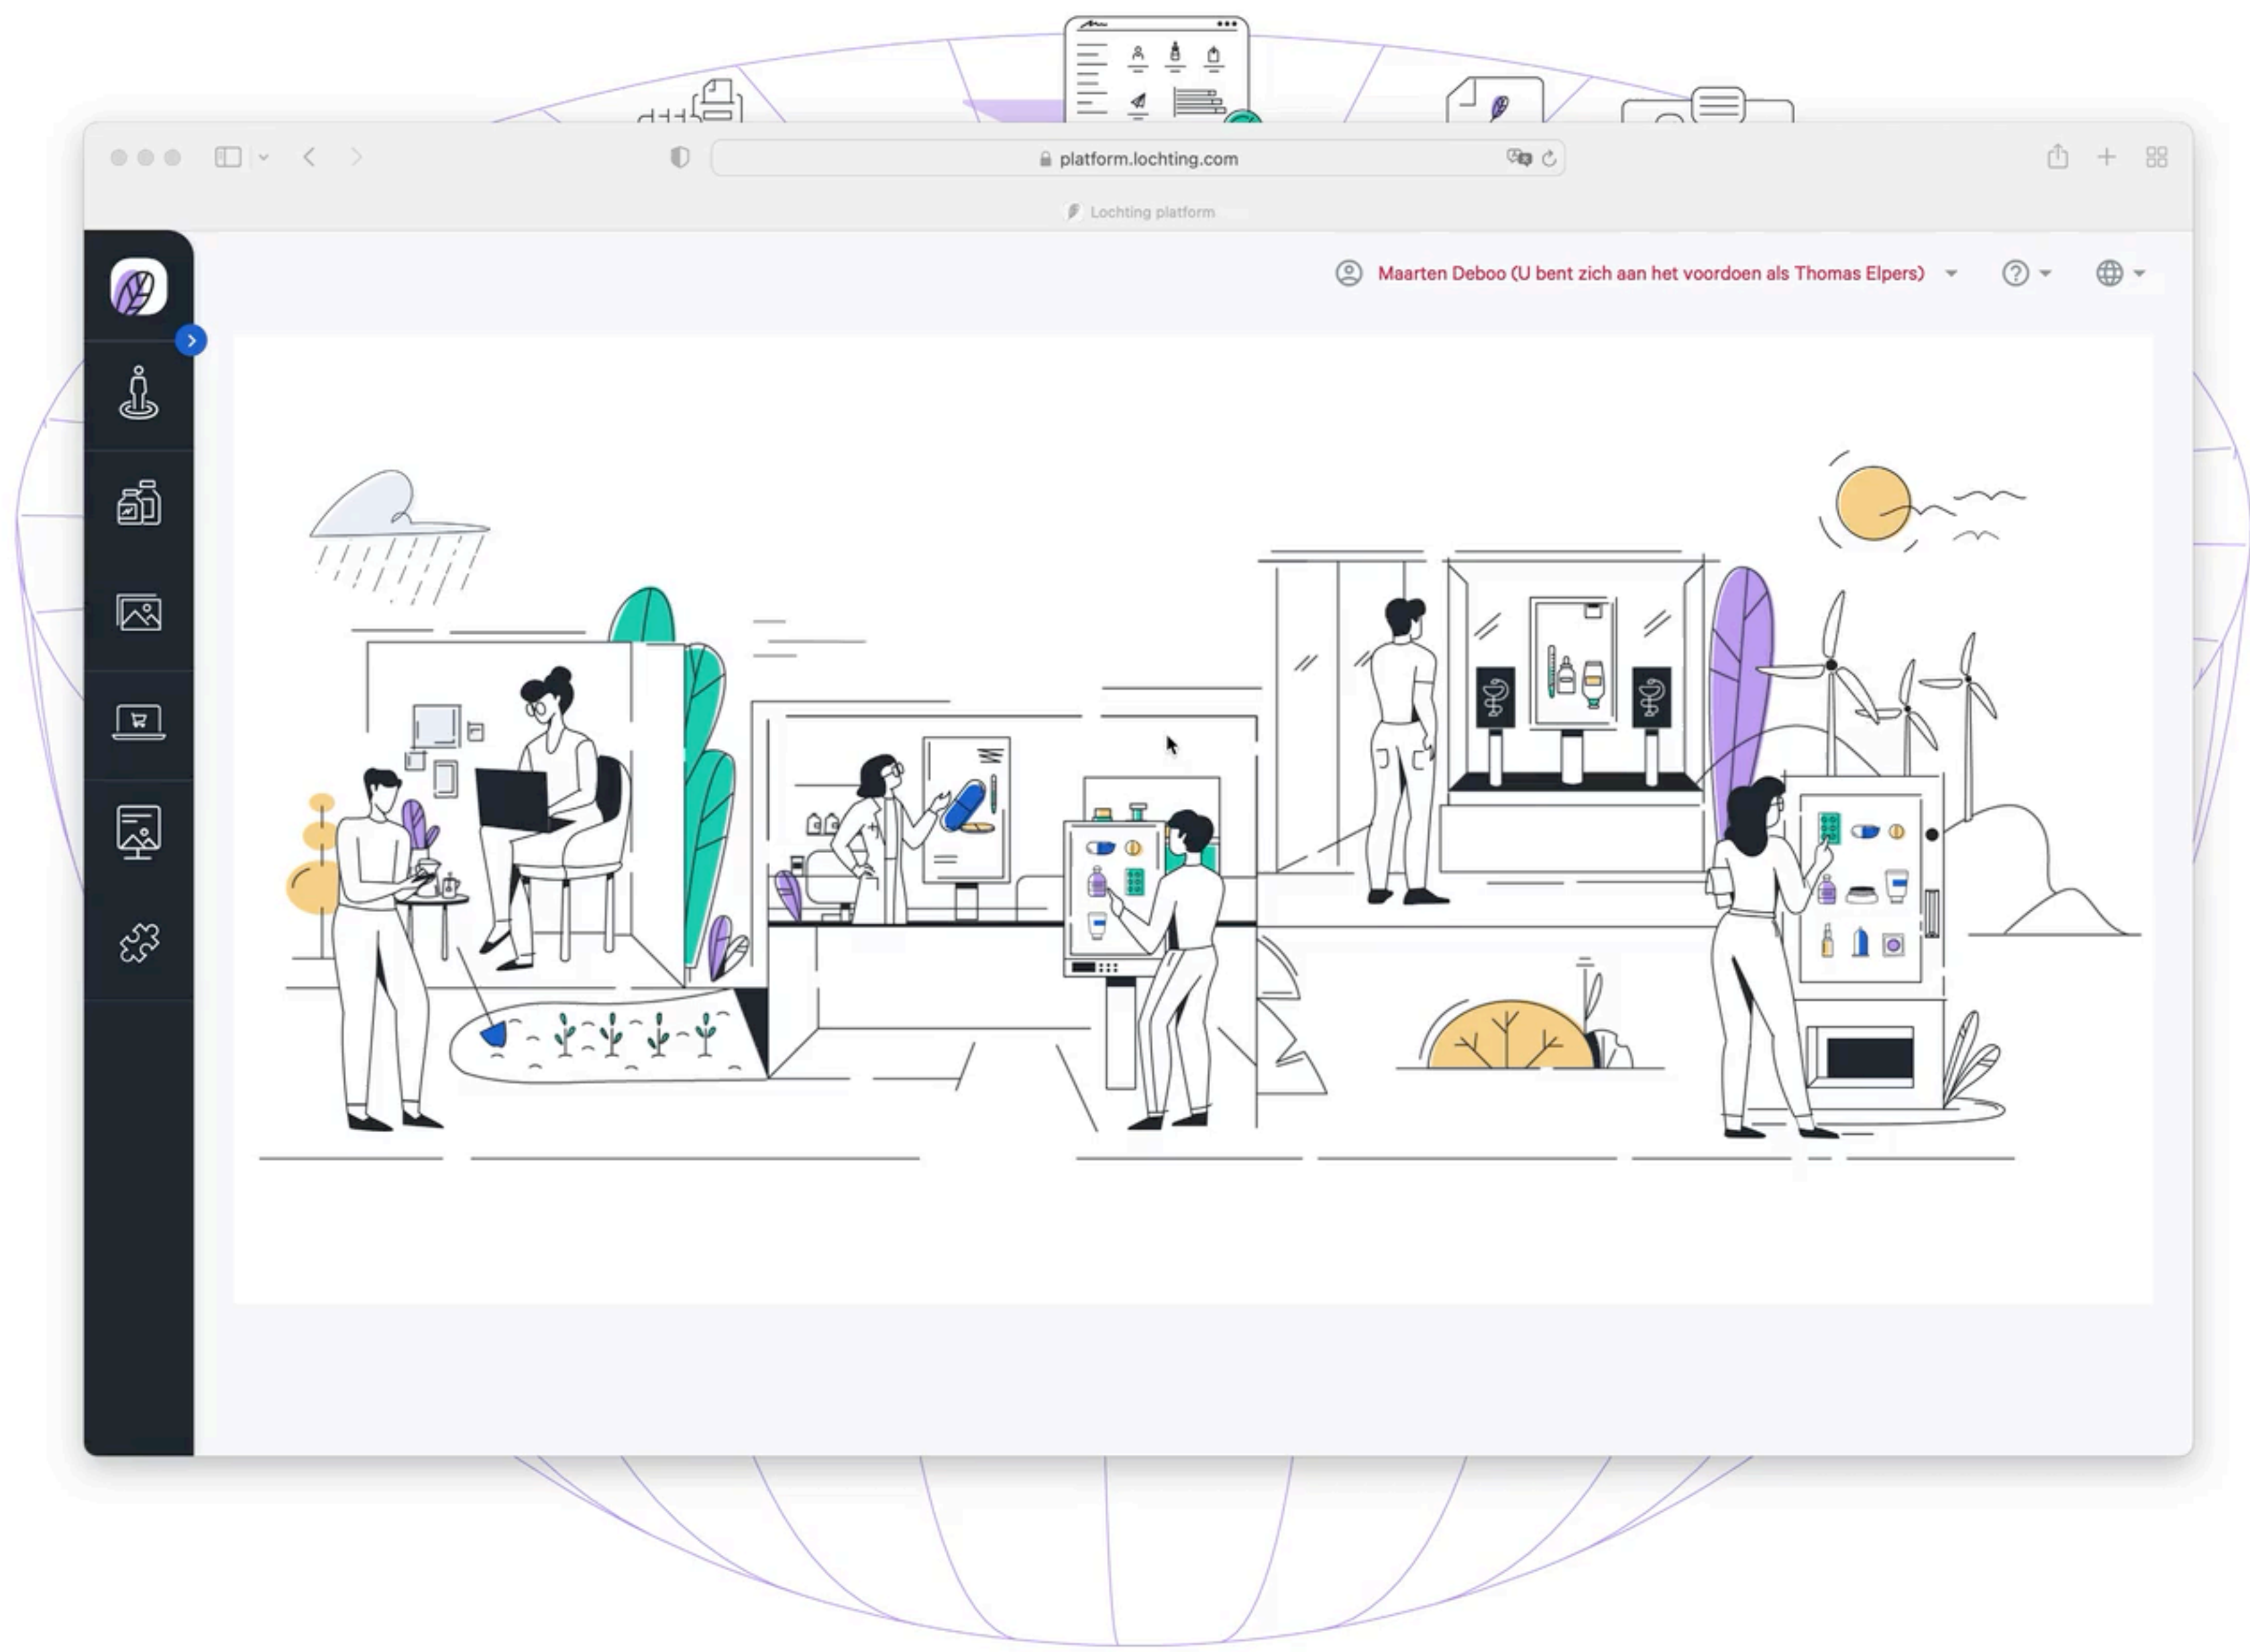 platform.lochting.com
Lochting platform
Maarten Deboo (U bent zich aan het voordoen als Thomas Elpers)